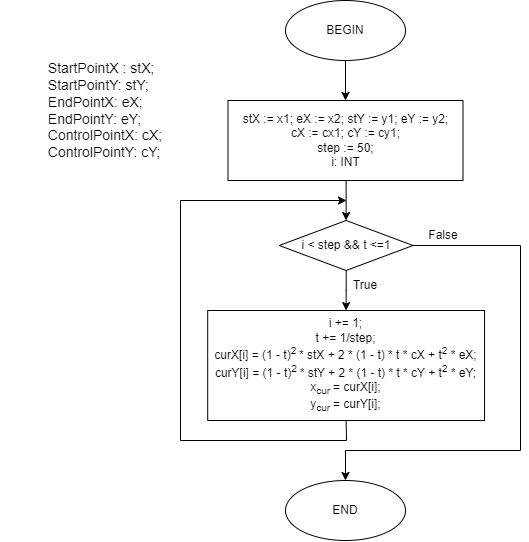 BEGIN
StartPointX : stX;
StartPointY: stY;
EndPointX: eX;
EndPointY: eY;
ControlPointX: cX;
ControlPointY: cY;
stX := x1; eX := x2; stY := y1; eY := y2;
cX := cx1; cY := cy1;
step := 50;
i: INT
i < step && t <=1
False
True
i += 1;
t += 1/step;
curX[i] = (1 - t)² * stX + 2 * (1 - t) * t * cX + t² * eX;
curY[i] = (1 - t)² * stY + 2 * (1 - t) * t * cY + t² * eY;
x_cur = curX[i];
y_cur = curY[i];
END